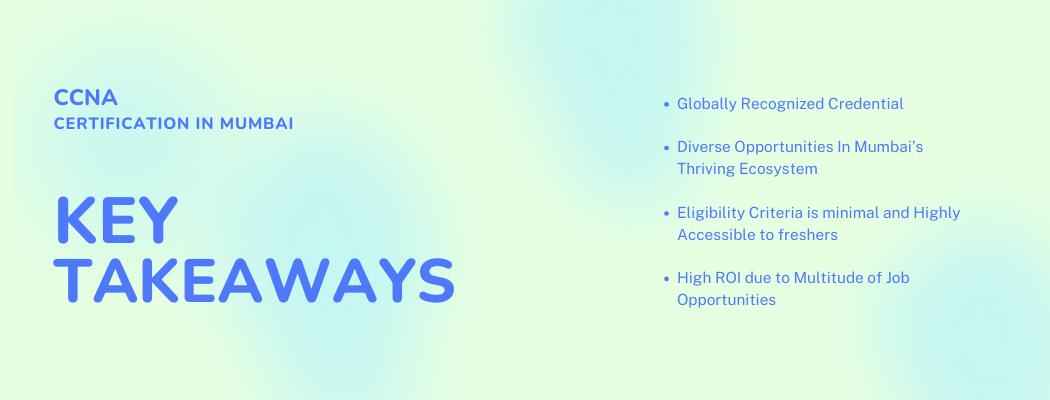 CCNA
CERTIFICATION IN MUMBAI
KEY
TAKEAWAYS
• Globally Recognized Credential
• Diverse Opportunities In Mumbai's
Thriving Ecosystem
• Eligibility Criteria is minimal and Highly
Accessible to freshers
• High ROI due to Multitude of Job
Opportunities